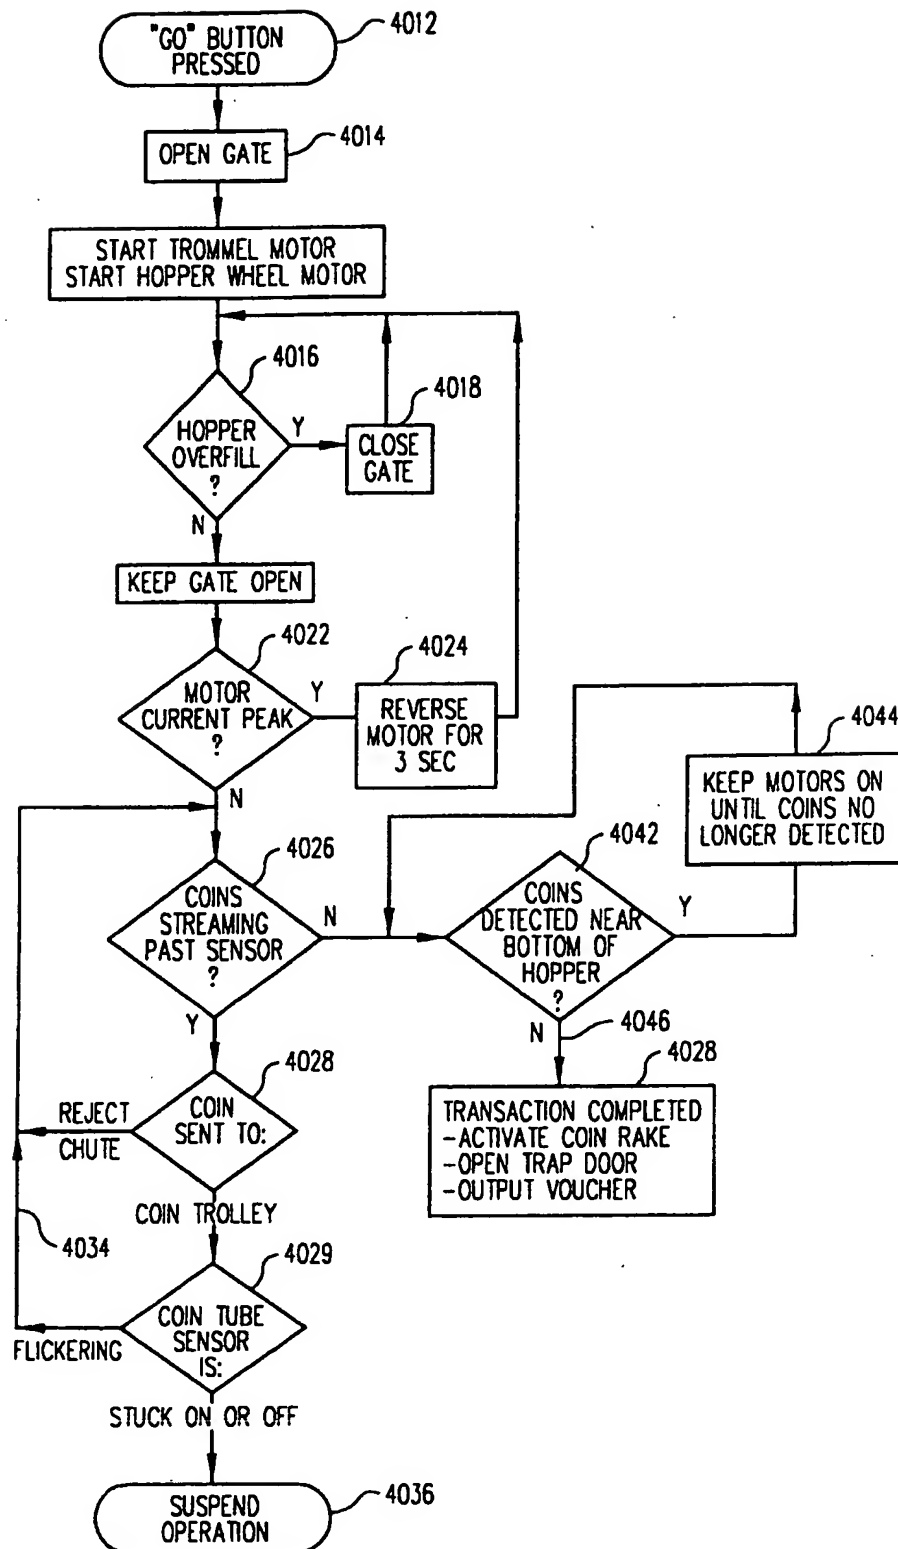 "GO" BUTTON
PRESSED
4012
OPEN GATE
4014
START TROMMEL MOTOR
START HOPPER WHEEL MOTOR
4016
HOPPER
OVERFILL
?
Y
4018
CLOSE
GATE
N
KEEP GATE OPEN
4022
MOTOR
CURRENT PEAK
?
Y
4024
REVERSE
MOTOR FOR
3 SEC
N
4026
COINS
STREAMING
PAST SENSOR
?
N
4042
COINS
DETECTED NEAR
BOTTOM OF
HOPPER
?
Y
4044
KEEP MOTORS ON
UNTIL COINS NO
LONGER DETECTED
N
4046
4028
TRANSACTION COMPLETED
-ACTIVATE COIN RAKE
-OPEN TRAP DOOR
-OUTPUT VOUCHER
Y
4028
COIN
SENT TO:
REJECT
CHUTE
COIN TROLLEY
4034
4029
COIN TUBE
SENSOR
IS:
FLICKERING
STUCK ON OR OFF
SUSPEND
OPERATION
4036